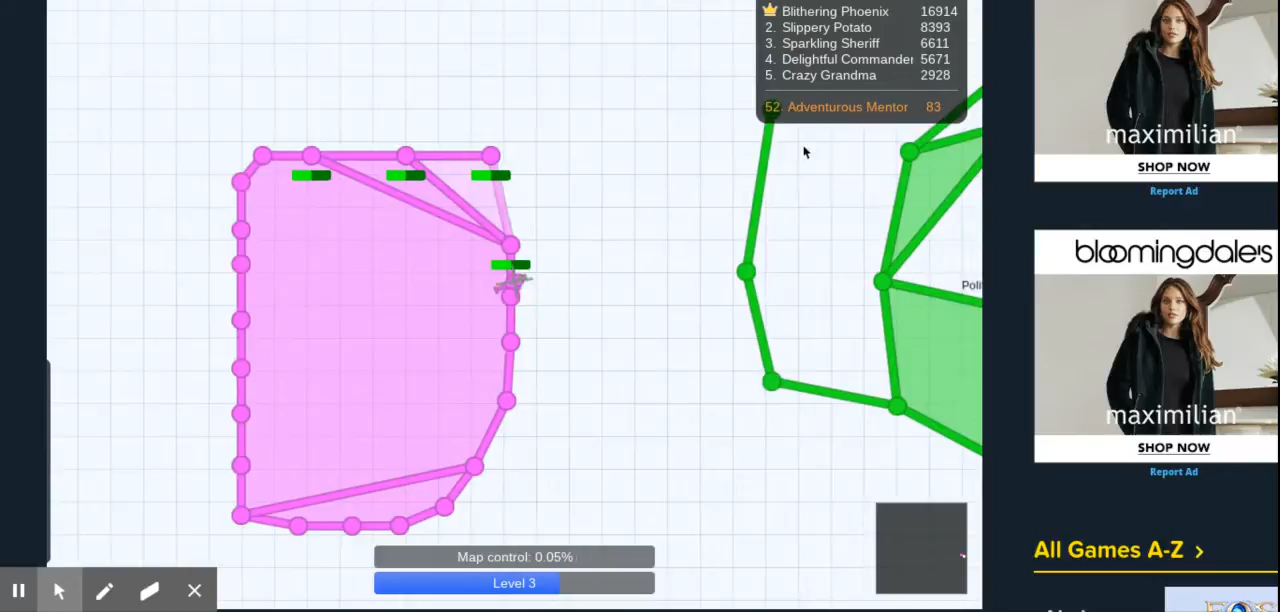 Blithering Phoenix 16914
2. Slippery Potato 8393
3. Sparkling Sheriff 6611
4. Delightful Commander 5671
5. Crazy Grandma 2928
52. Adventurous Mentor 83
maximilian
SHOP NOW
Report Ad
bloomingdale's
maximilian
SHOP NOW
Report Ad
Map control: 0.05%
Level 3
All Games A-Z >